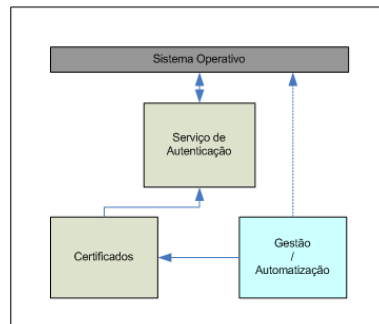 Sistema Operativo
Serviço de
Autenticação
Certificados
Gestão
/
Automatização